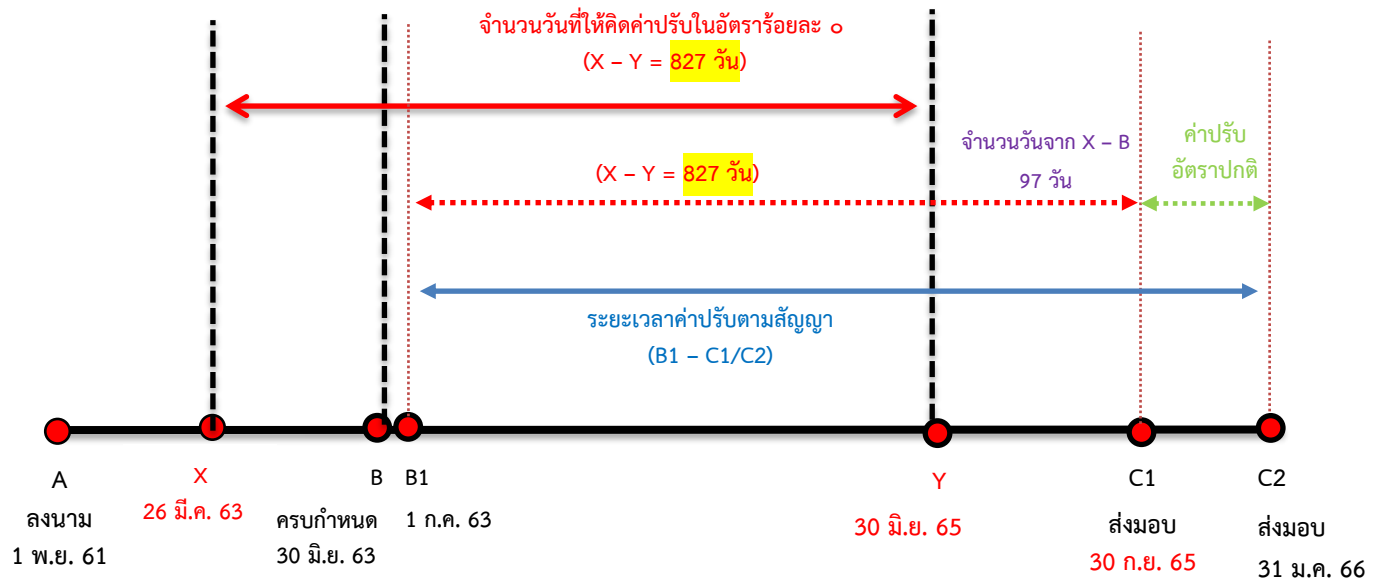 จำนวนวันที่ให้คิดค่าปรับในอัตราร้อยละ ๐
(X – Y = 827 วัน)
จำนวนวันจาก X – B
97 วัน
ค่าปรับ
อัตราปกติ
(X – Y = 827 วัน)
ระยะเวลาค่าปรับตามสัญญา
(B1 – C1/C2)
A
ลงนาม
1 พ.ย. 61
X
26 มี.ค. 63
B
ครบกำหนด
30 มิ.ย. 63
B1
1 ก.ค. 63
Y
30 มิ.ย. 65
C1
ส่งมอบ
30 ก.ย. 65
C2
ส่งมอบ
31 ม.ค. 66